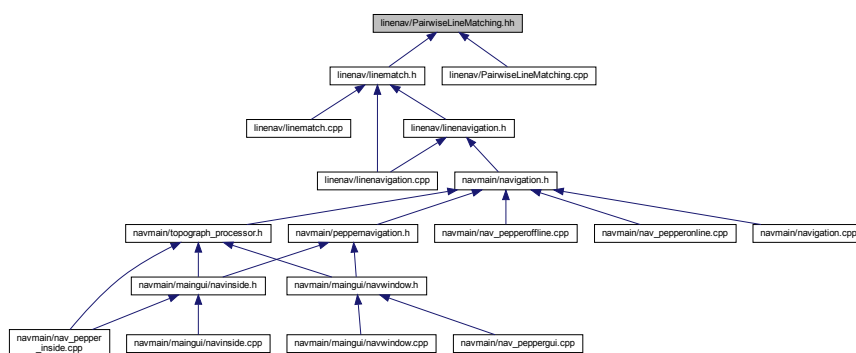 linenav/PairwiseLineMatching.hh
linenav/linematch.h
linenav/PairwiseLineMatching.cpp
linenav/linematch.cpp
linenav/linenavigation.h
linenav/linenavigation.cpp
navmain/navigation.h
navmain/topograph_processor.h
navmain/peppernavigation.h
navmain/nav_pepperoffline.cpp
navmain/nav_pepperonline.cpp
navmain/navigation.cpp
navmain/maingui/navinside.h
navmain/maingui/navwindow.h
navmain/nav_pepper
_inside.cpp
navmain/maingui/navinside.cpp
navmain/maingui/navwindow.cpp
navmain/nav_peppergui.cpp